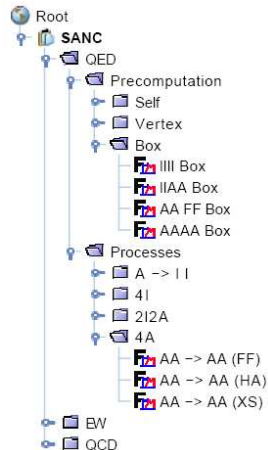 Root
SANC
QED
Precomputation
Self
Vertex
Box
llll Box
llAA Box
AA FF Box
AAAA Box
Processes
A -> l l
4l
2l2A
4A
AA -> AA (FF)
AA -> AA (HA)
AA -> AA (XS)
EW
QCD